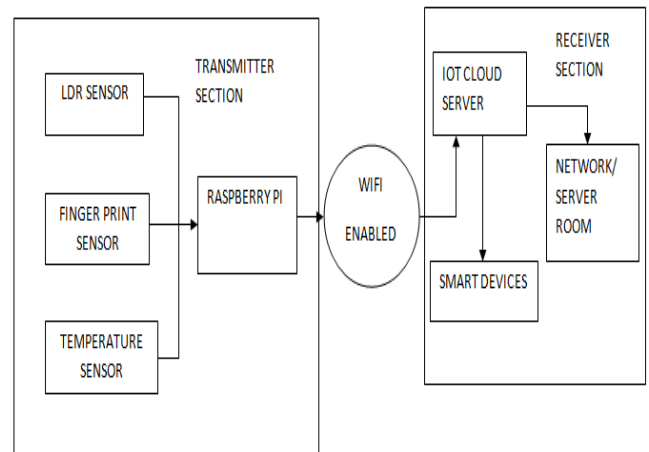 TRANSMITTER
SECTION
LDR SENSOR
FINGER PRINT
SENSOR
TEMPERATURE
SENSOR
RASPBERRY PI
WIFI
ENABLED
RECEIVER
SECTION
IOT CLOUD
SERVER
NETWORK/
SERVER
ROOM
SMART DEVICES